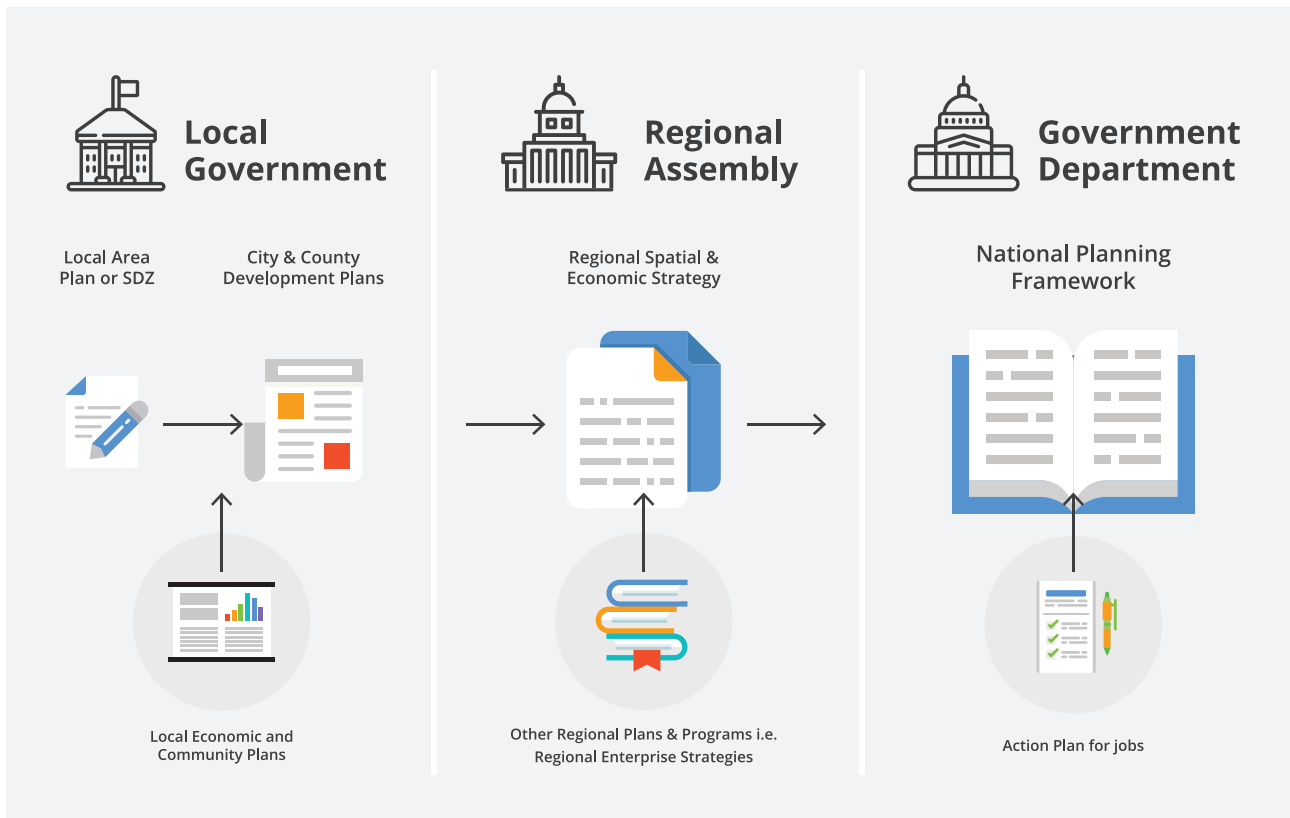 Local
Government
Local Area
Plan or SDZ
City & County
Development Plans
Local Economic and
Community Plans
Regional
Assembly
Regional Spatial &
Economic Strategy
Other Regional Plans & Programs i.e.
Regional Enterprise Strategies
Government
Department
National Planning
Framework
Action Plan for jobs